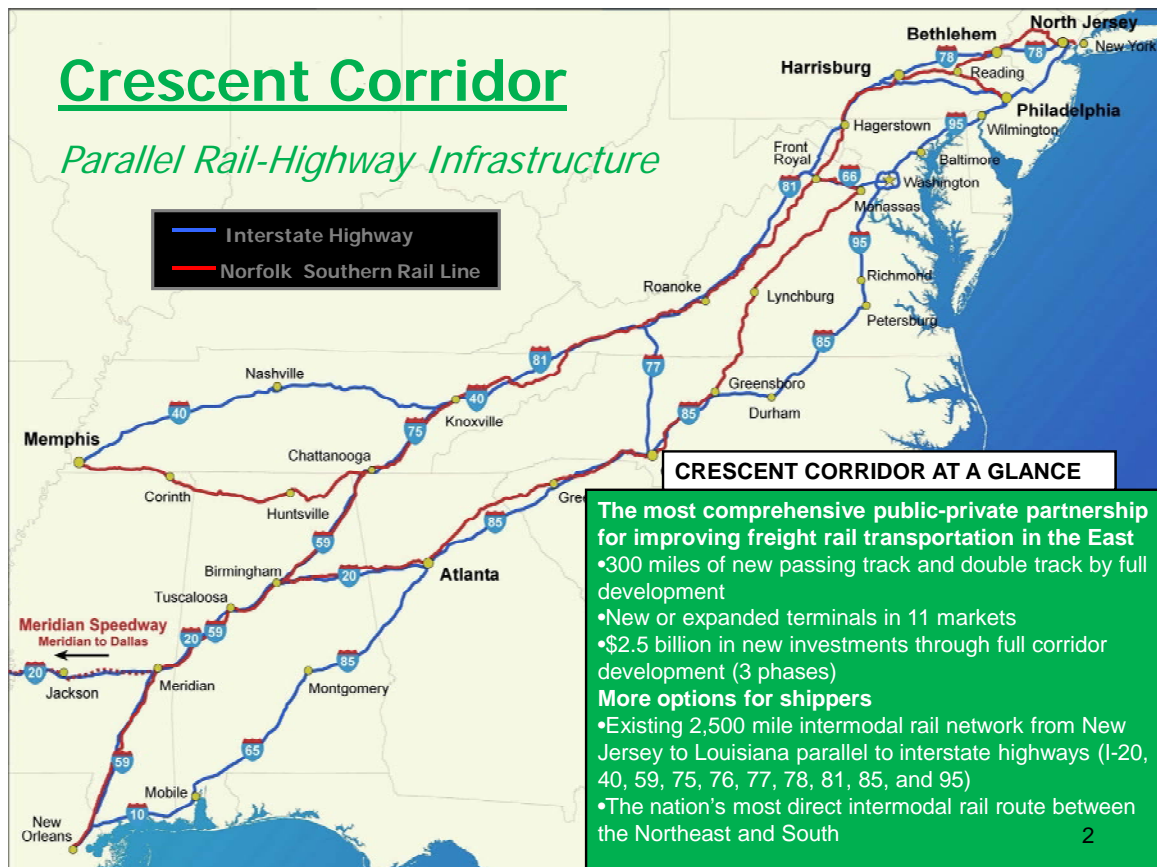 Crescent Corridor
Parallel Rail-Highway Infrastructure
Interstate Highway
Norfolk Southern Rail Line
North Jersey
Bethlehem
78
78
New York
Harrisburg
Reading
Philadelphia
Hagerstown
95
Wilmington
Front
Royal
Baltimore
81
66
Washington
Manassas
95
Roanoke
Lynchburg
Richmond
Petersburg
81
77
85
Nashville
40
40
Knoxville
Greensboro
85
Durham
75
Memphis
Chattanooga
Corinth
Huntsville
Gre
85
59
Birmingham
20
Atlanta
Tuscaloosa
59
20
Meridian Speedway
Meridian to Dallas
20
Jackson
Meridian
85
Montgomery
65
59
Mobile
10
New
Orleans
CRESCENT CORRIDOR AT A GLANCE
The most comprehensive public-private partnership
for improving freight rail transportation in the East
•300 miles of new passing track and double track by full
development
•New or expanded terminals in 11 markets
•$2.5 billion in new investments through full corridor
development (3 phases)
More options for shippers
•Existing 2,500 mile intermodal rail network from New
Jersey to Louisiana parallel to interstate highways (I-20,
40, 59, 75, 76, 77, 78, 81, 85, and 95)
•The nation's most direct intermodal rail route between
the Northeast and South
2